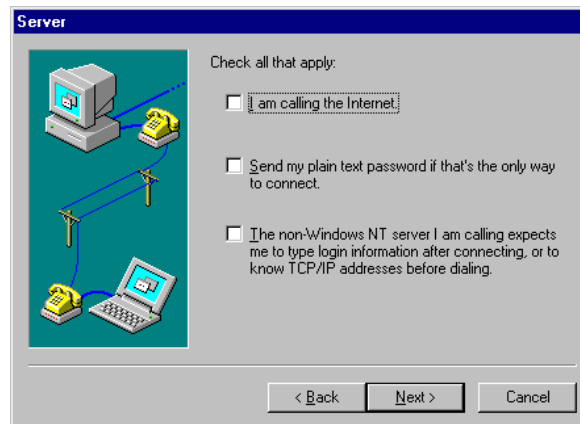 Server
Check all that apply:
I am calling the Internet.
Send my plain text password if that's the only way
to connect.
The non-Windows NT server I am calling expects
me to type login information after connecting, or to
know TCP/IP addresses before dialing.
< Back
Next >
Cancel